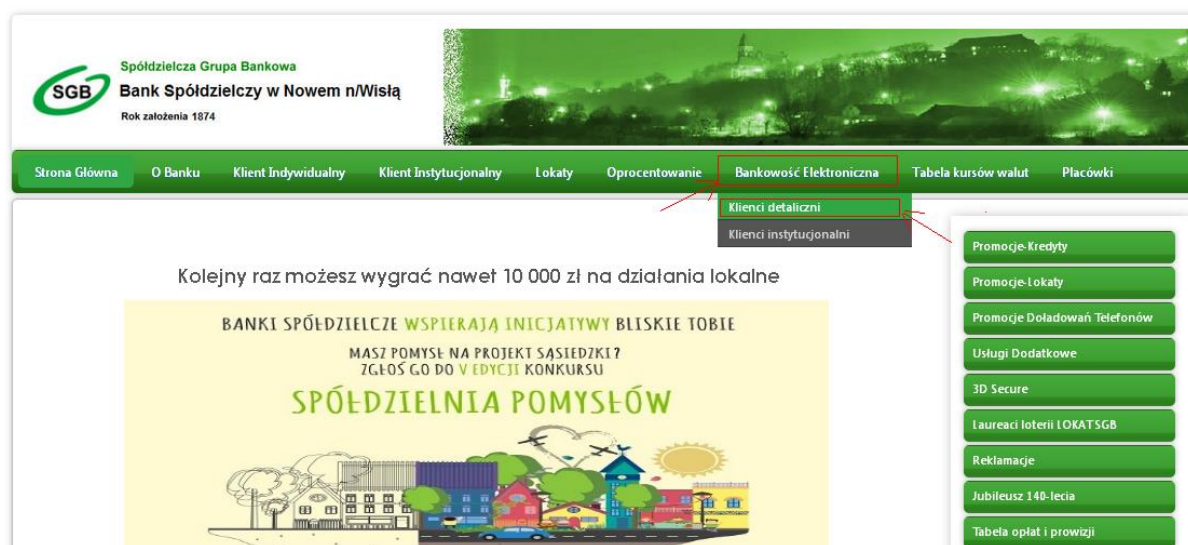 SGB
Spółdzielcza Grupa Bankowa
Bank Spółdzielczy w Nowem n/Wisłą
Rok założenia 1874
Strona Główna O Banku Klient Indywidualny Klient Instytucjonalny Lokaty Oprocentowanie Bankowość Elektroniczna Tabela kursów walut Placówki
Klienci detaliczni
Klienci instytucjonalni
Kolejny raz możesz wygrać nawet 10 000 zł na działania lokalne
BANKI SPÓŁDZIELCZE WSPIERAJĄ INICJATYWY BLISKIE TOBIE
MASZ POMYSŁ NA PROJEKT SĄSIEDZKI?
ZGŁOŚ GO DO V EDYCJI KONKURSU
SPÓŁDZIELNIA POMYSŁÓW
Promocje-Kredyty
Promocje-Lokaty
Promocje Doładowań Telefonów
Usługi Dodatkowe
3D Secure
Laureaci loterii LOKATSGB
Reklamacje
Jubileusz 140-lecia
Tabela opłat i prowizji